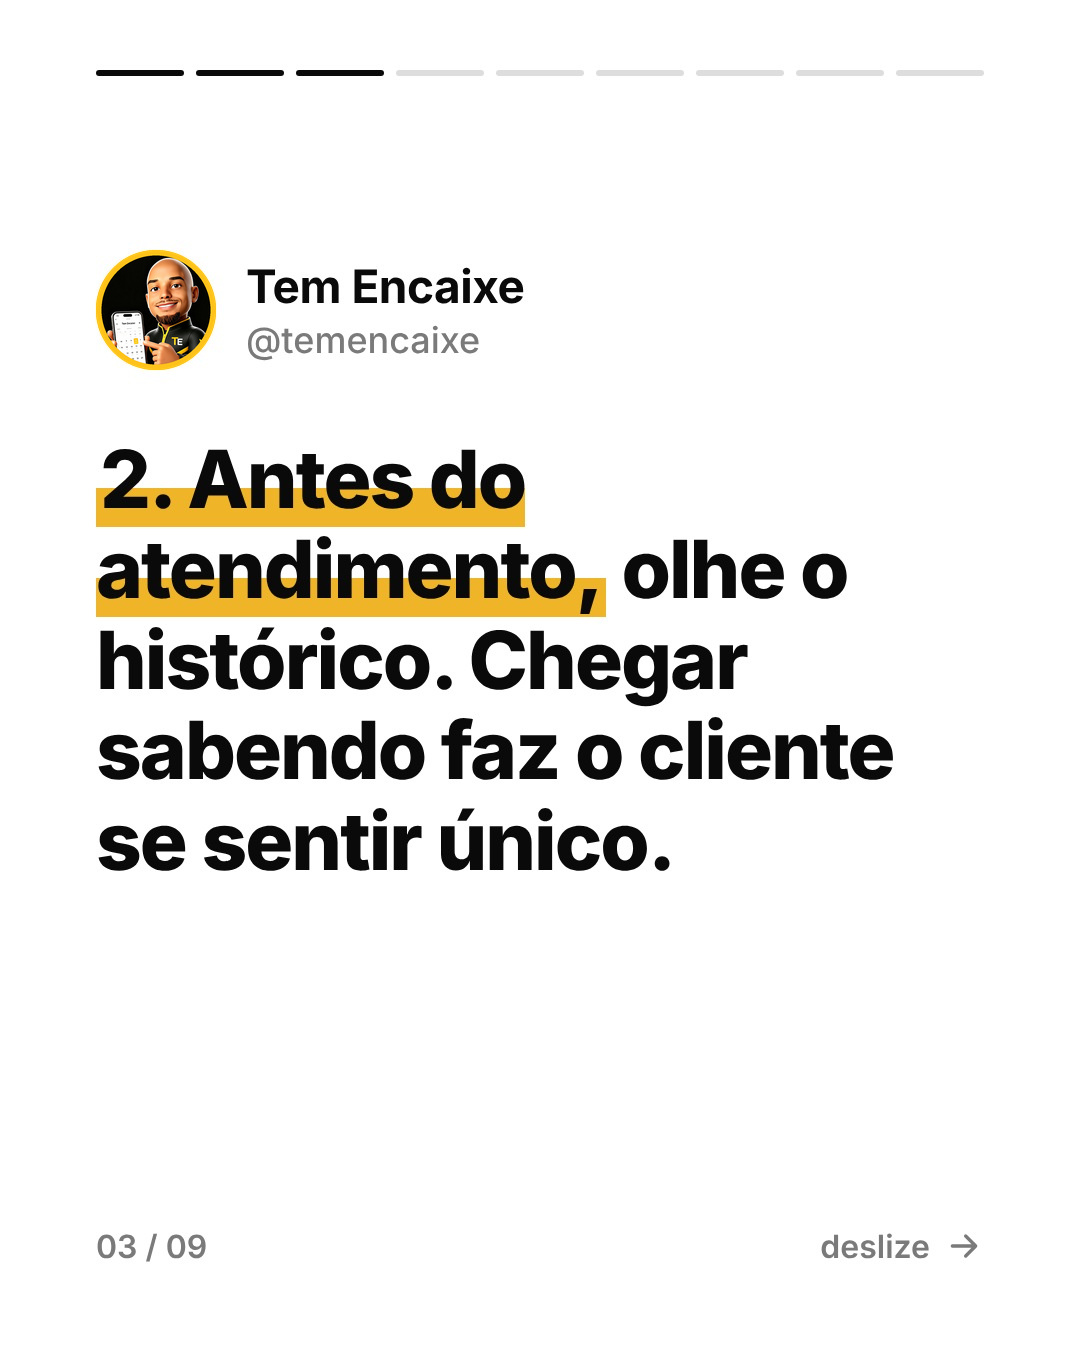 Tem Encaixe
@temencaixe
2. Antes do
atendimento, olhe o
histórico. Chegar
sabendo faz o cliente
se sentir único.
03 / 09
deslize →